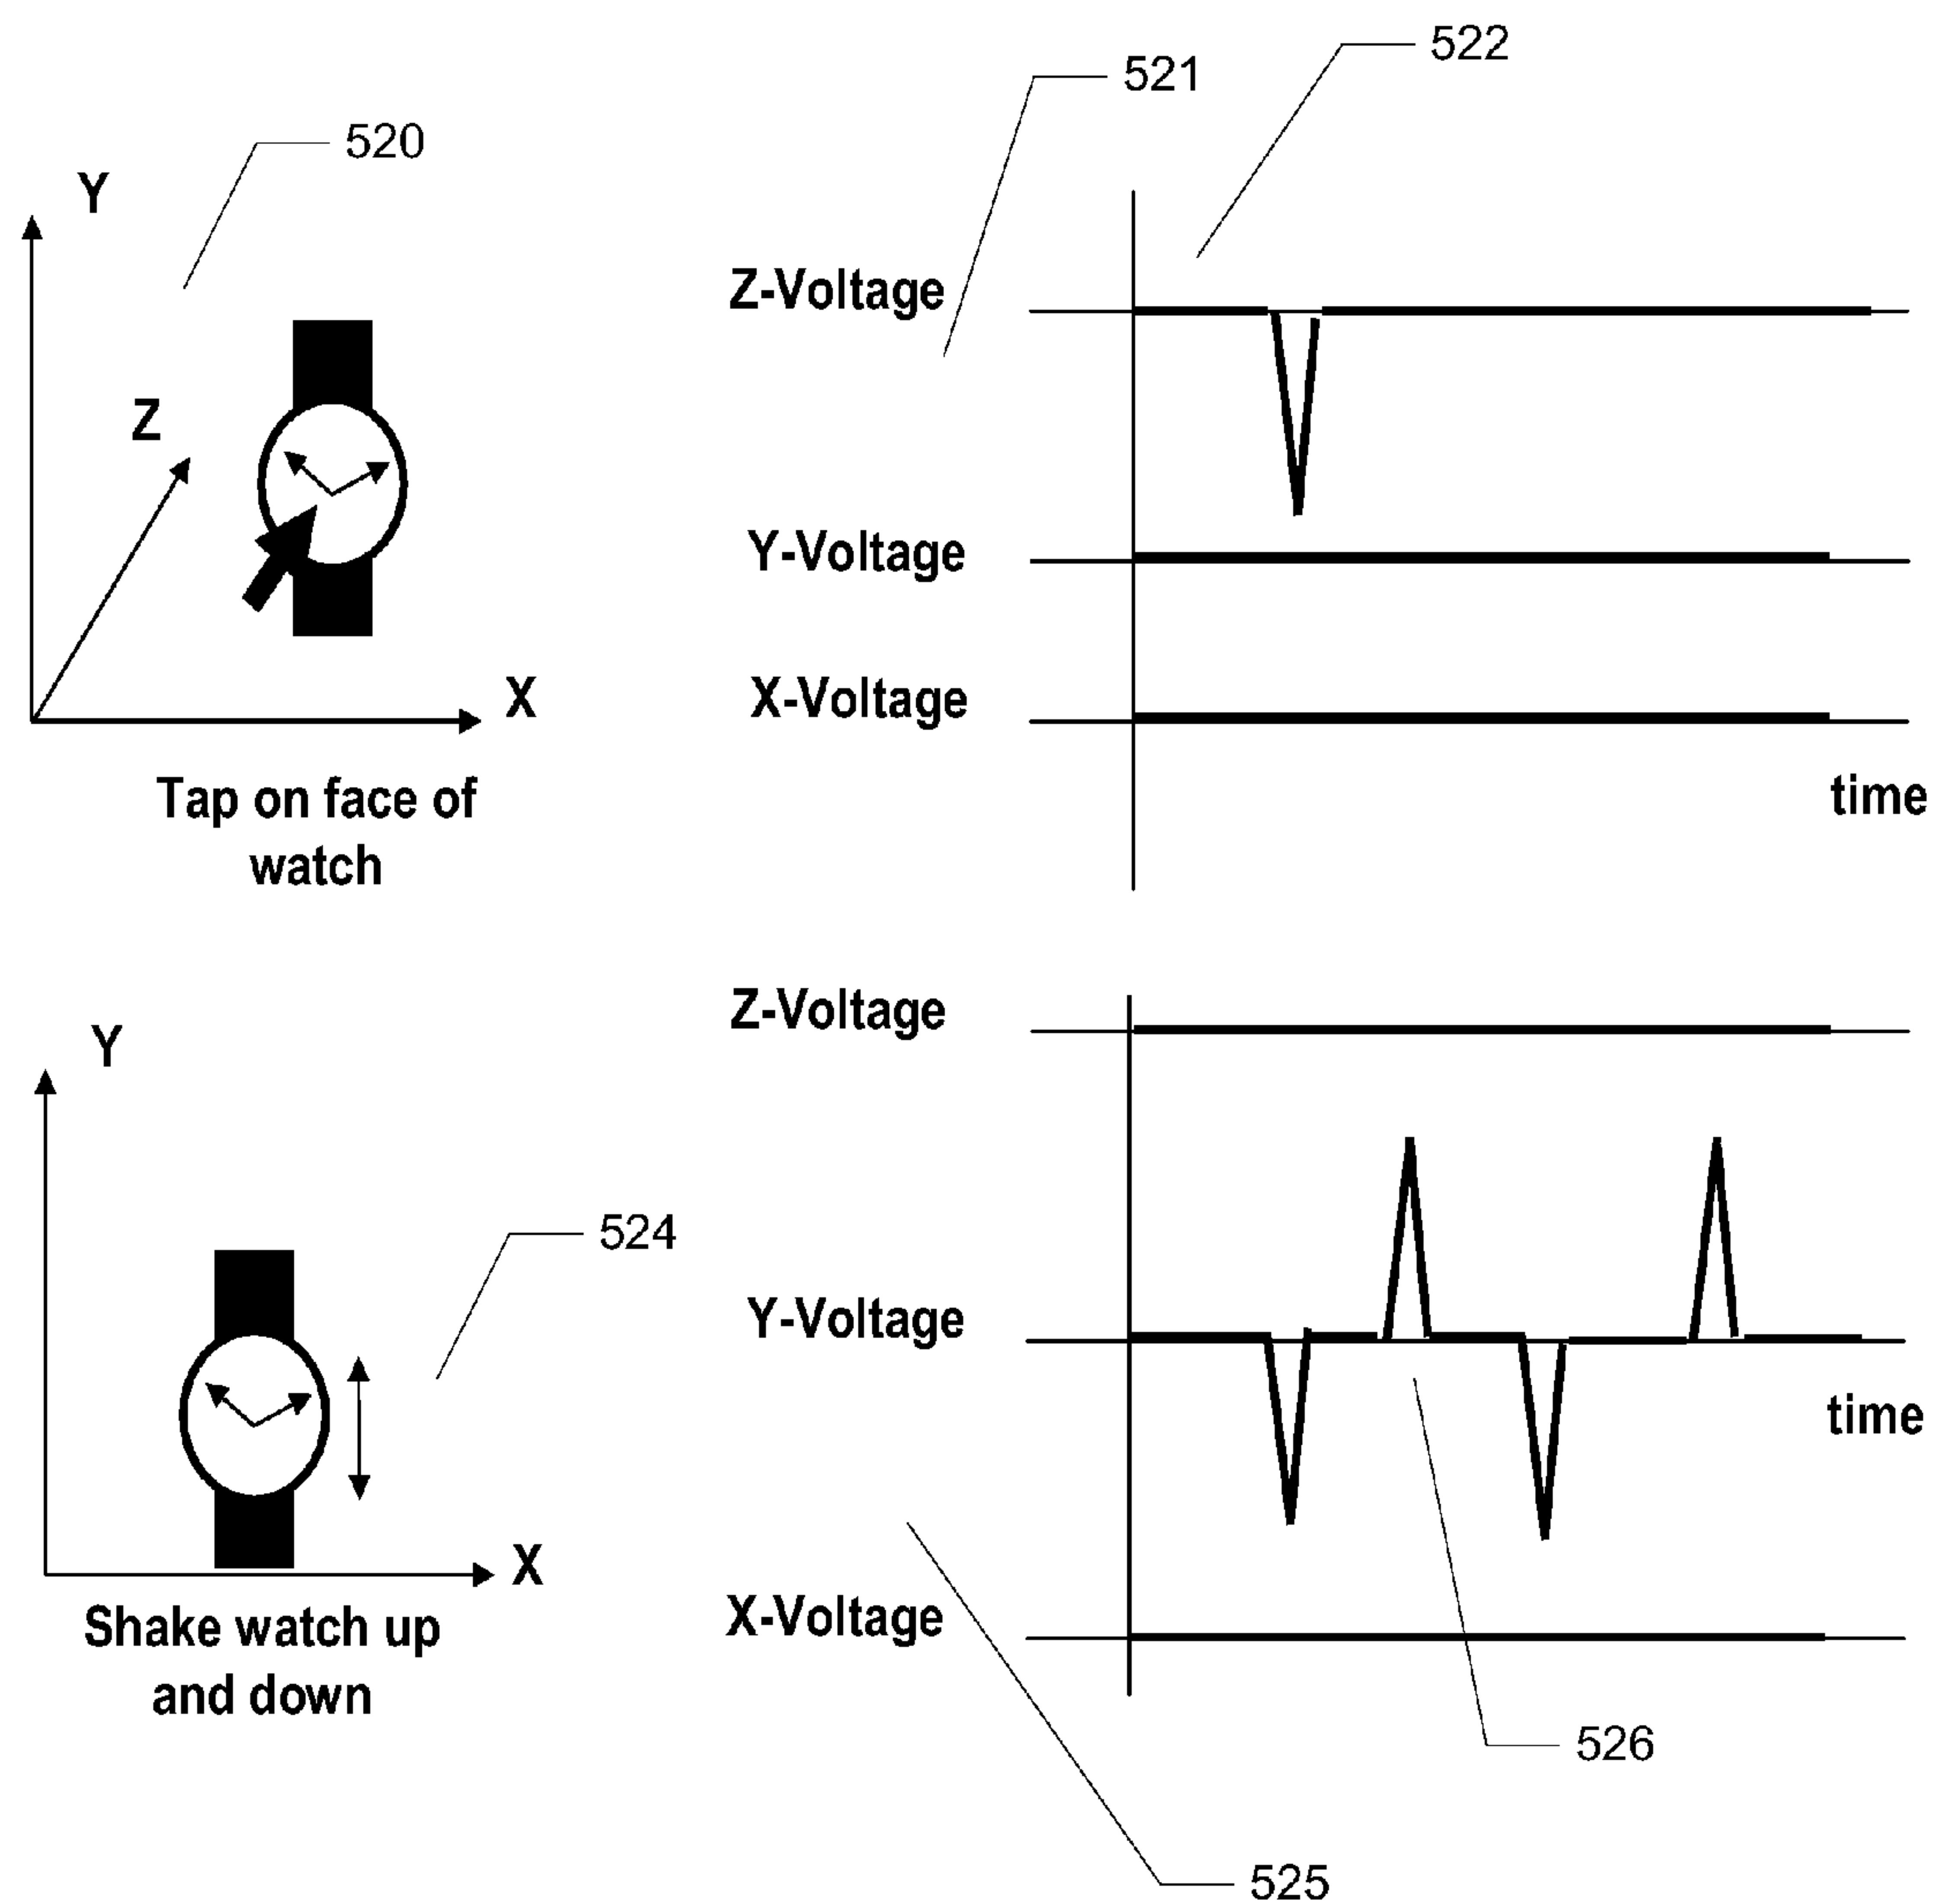 522
521
520
Y
Z-Voltage
Z
Y-Voltage
X
X-Voltage
Tap on face of
watch
time
Z-Voltage
Y
524
Y-Voltage
time
X
Shake watch up
and down
X-Voltage
526
525